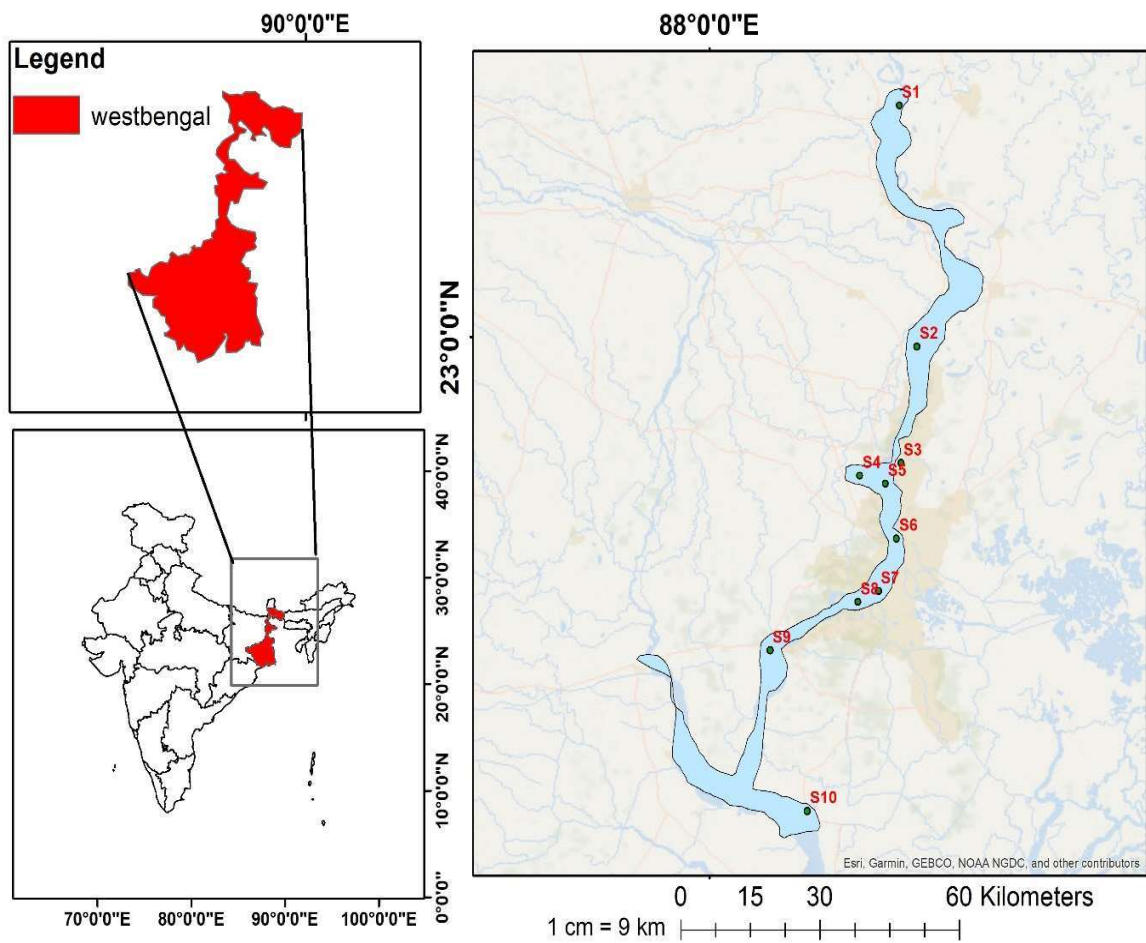 90°0'0"E
Legend
westbengal
40°0'0"N
30°0'0"N
20°0'0"N
10°0'0"N
0°0'0"
70°0'0"E 80°0'0"E 90°0'0"E 100°0'0"E
88°0'0"E
23°0'0"N
S1
S2
S3
S4
S5
S6
S7
S8
S9
S10
Esri, Garmin, GEBCO, NOAA NGDC, and other contributors
0 15 30 60 Kilometers
1 cm = 9 km